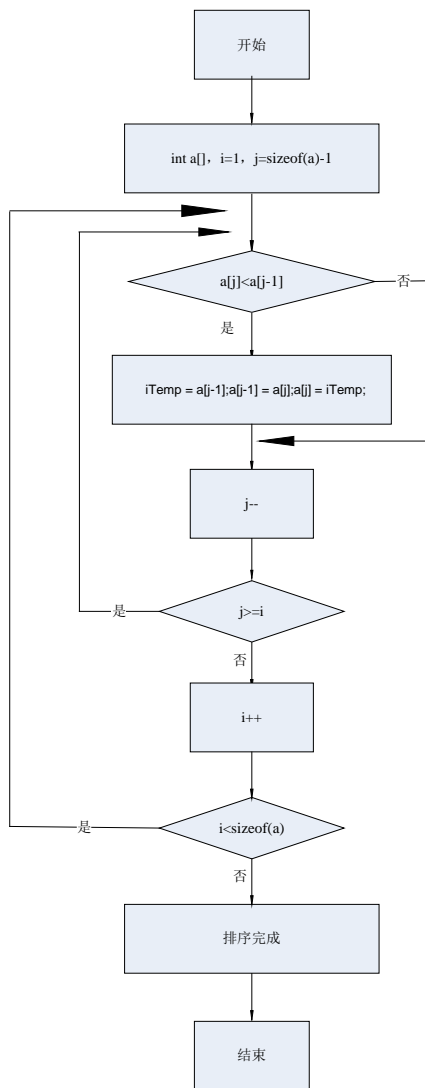 开始
int a[]，i=1，j=sizeof(a)-1
a[j]<a[j-1]
否
是
iTemp = a[j-1];a[j-1] = a[j];a[j] = iTemp;
j--
j>=i
是
否
i++
i<sizeof(a)
是
否
排序完成
结束